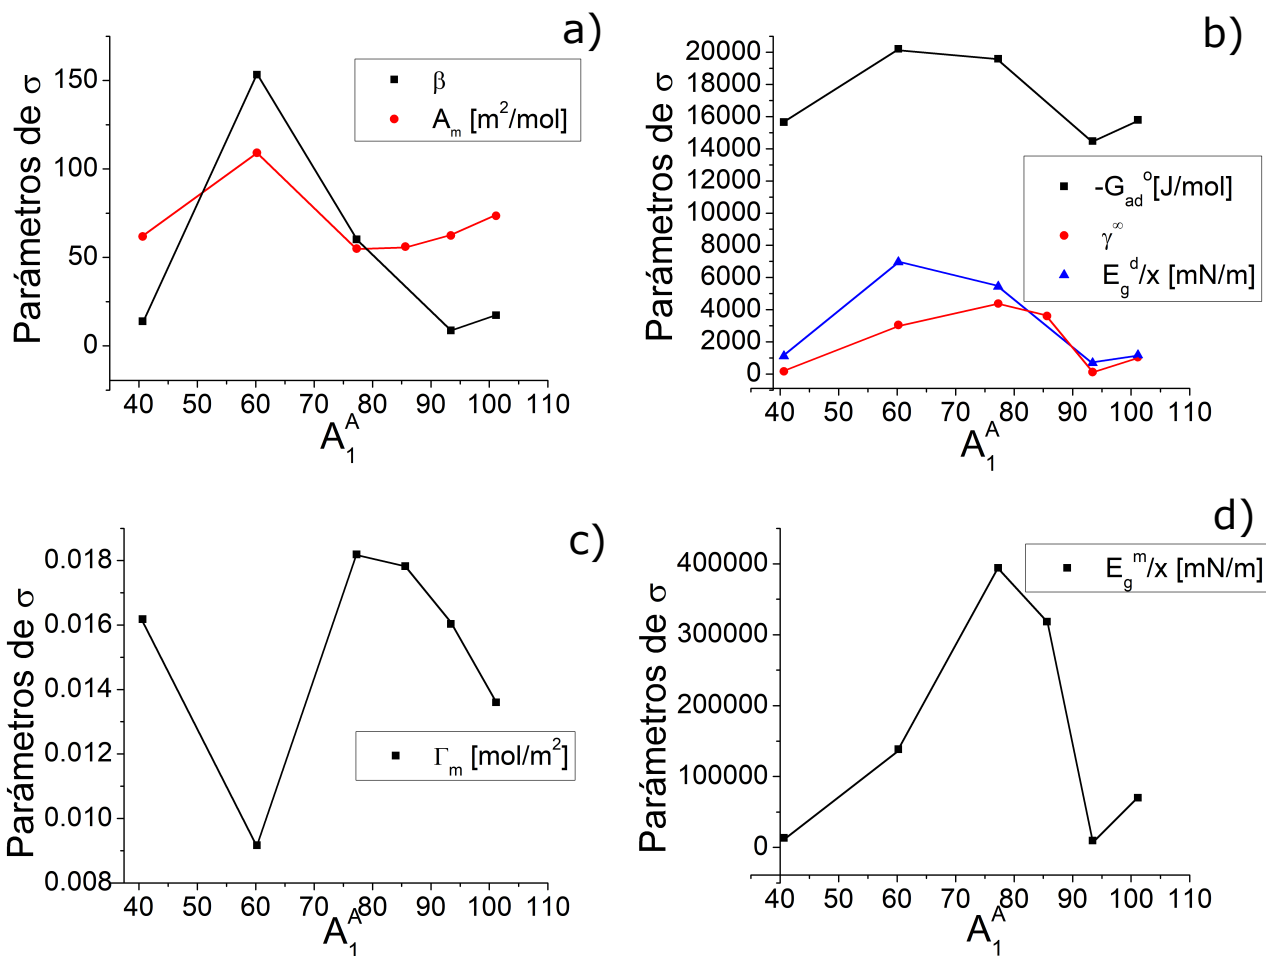 a)
Parámetros de σ
150
100
50
0
β
A_m [m^2/mol]
40 50 60 70 80 90 100 110
A_1^A
b)
Parámetros de σ
20000
18000
16000
14000
12000
10000
8000
6000
4000
2000
0
-G_ad^o[J/mol]
γ^∞
E_g^d/x [mN/m]
40 50 60 70 80 90 100 110
A_1^A
c)
Parámetros de σ
0.018
0.016
0.014
0.012
0.010
0.008
Γ_m [mol/m^2]
40 50 60 70 80 90 100 110
A_1^A
d)
Parámetros de σ
400000
300000
200000
100000
0
E_g^m/x [mN/m]
40 50 60 70 80 90 100 110
A_1^A